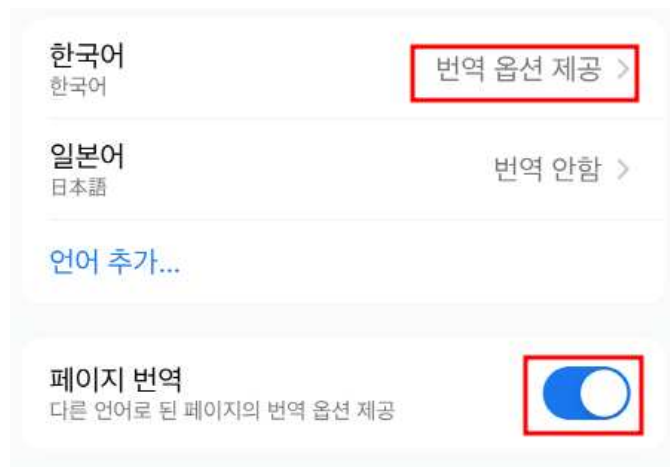 한국어
번역 옵션 제공
한국어
일본어
번역 안함
日本語
언어 추가...
페이지 번역
다른 언어로 된 페이지의 번역 옵션 제공